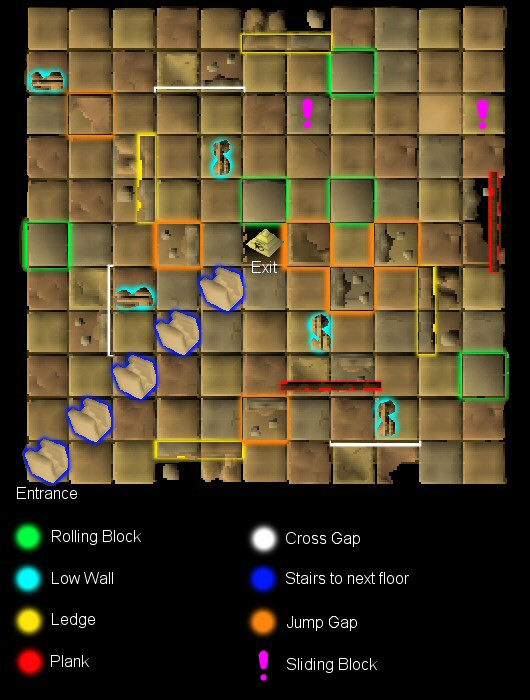 Exit
Entrance
Rolling Block
Cross Gap
Low Wall
Stairs to next floor
Ledge
Jump Gap
Plank
Sliding Block